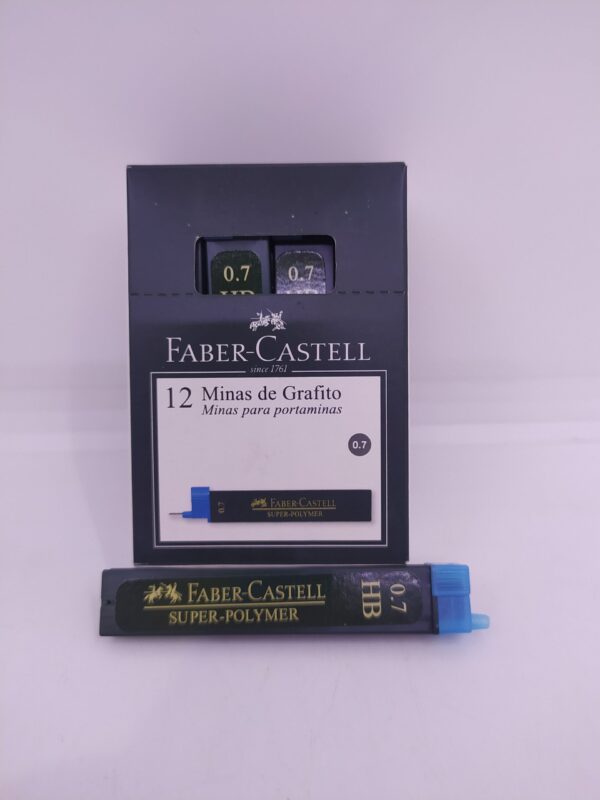 0.7
HB
0.7
FABER-CASTELL
since 1761
12 Minas de Grafito
Minas para portaminas
0.7
0.7
FABER-CASTELL
SUPER-POLYMER
FABER-CASTELL
SUPER-POLYMER
0.7
HB